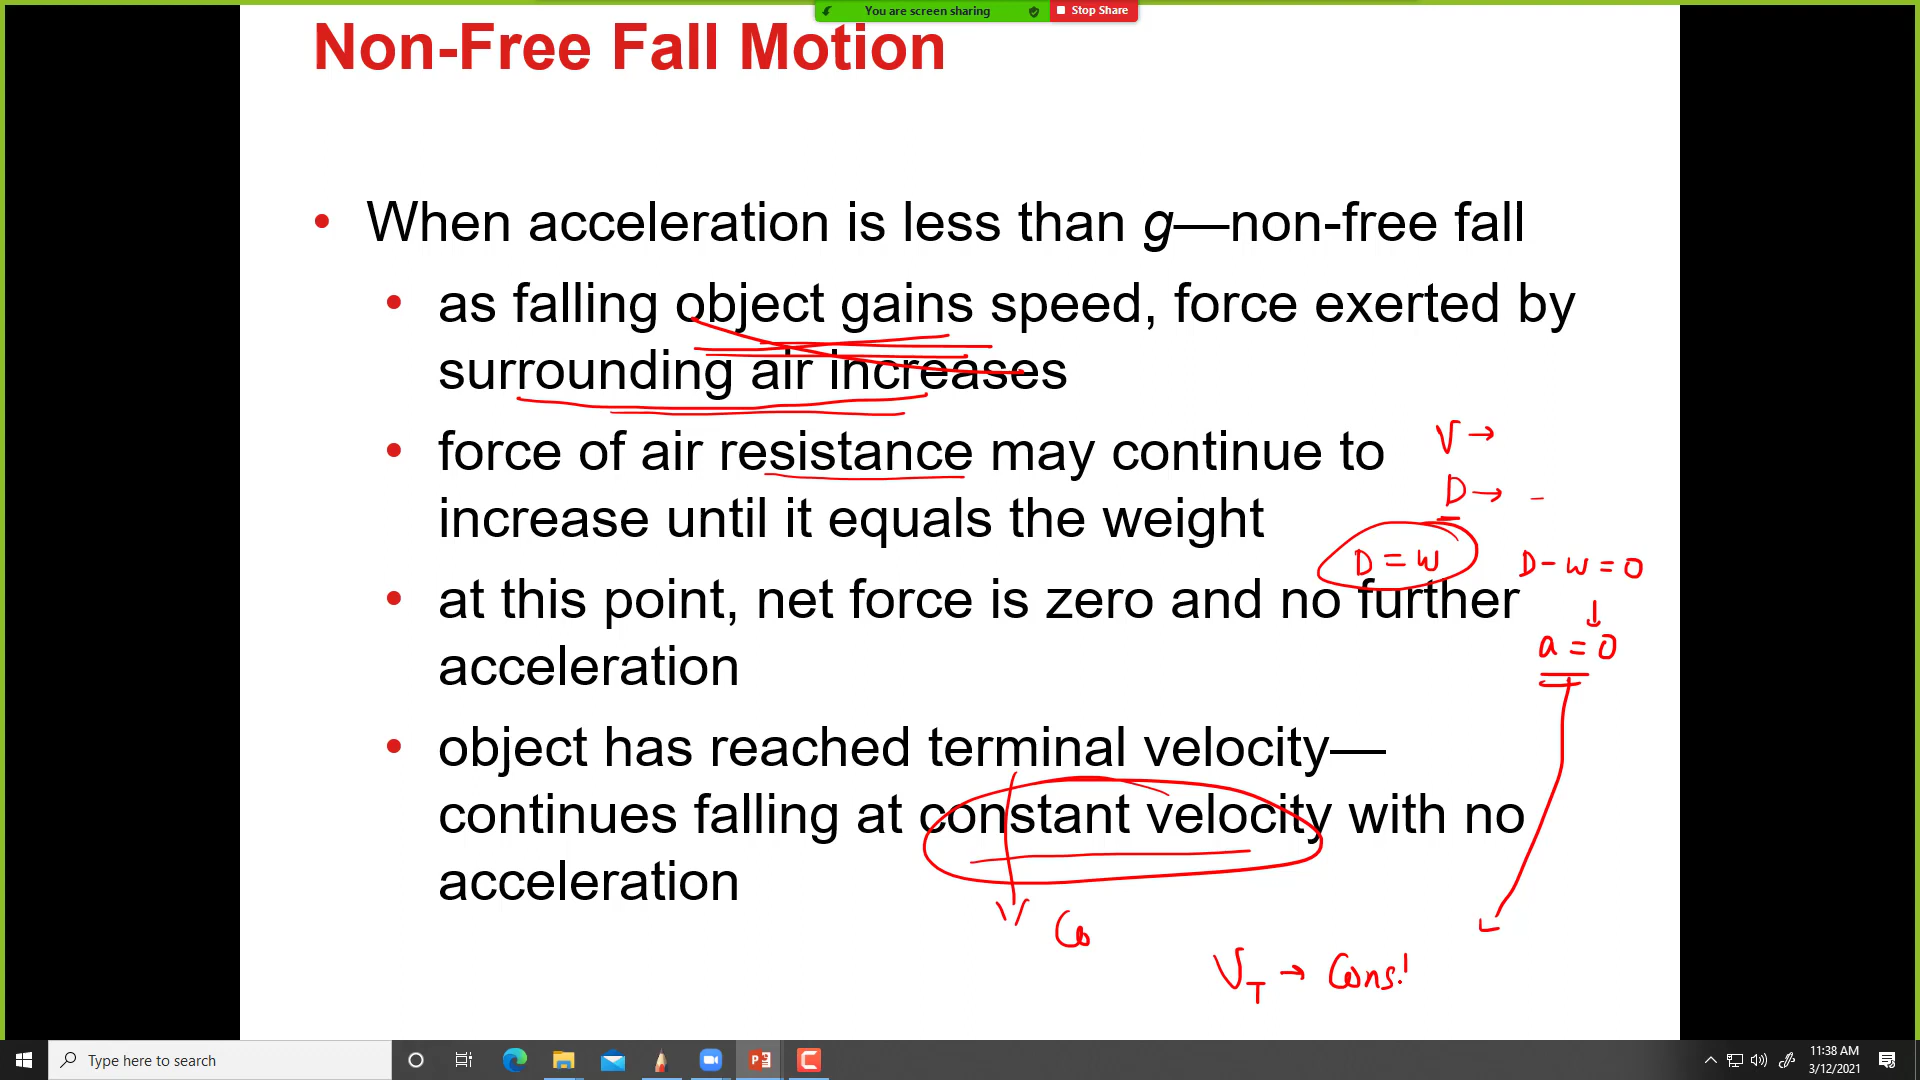 You are screen sharing
Stop Share
Non-Free Fall Motion
• When acceleration is less than g—non-free fall
• as falling object gains speed, force exerted by
surrounding air increases
• force of air resistance may continue to
increase until it equals the weight
• at this point, net force is zero and no further
acceleration
• object has reached terminal velocity—
continues falling at constant velocity with no
acceleration
V →
D → -
D = W
D - W = 0
↓
a = 0
Co
V_T → Cons!
Type here to search
11:38 AM
3/12/2021